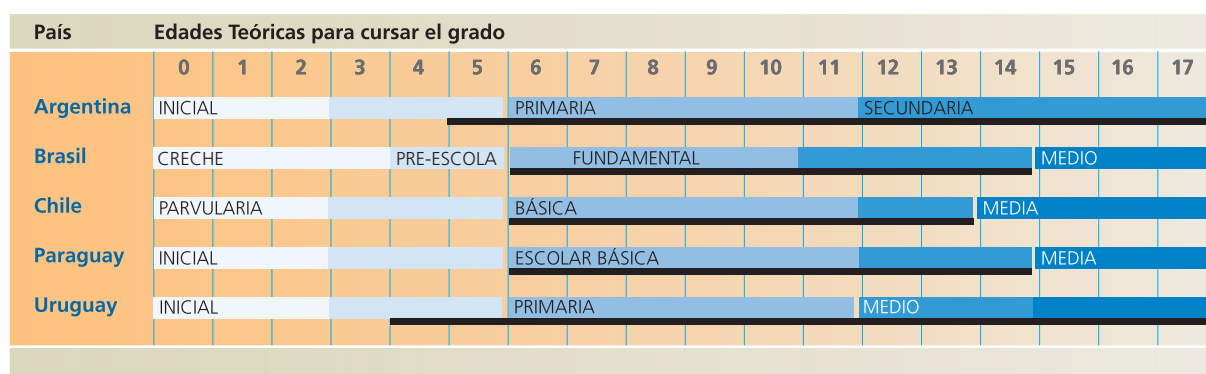 País Edades Teóricas para cursar el grado
0 1 2 3 4 5 6 7 8 9 10 11 12 13 14 15 16 17
Argentina INICIAL PRIMARIA SECUNDARIA
Brasil CRECHE PRE-ESCOLA FUNDAMENTAL MEDIO
Chile PARVULARIA BÁSICA MEDIA
Paraguay INICIAL ESCOLAR BÁSICA MEDIA
Uruguay INICIAL PRIMARIA MEDIO